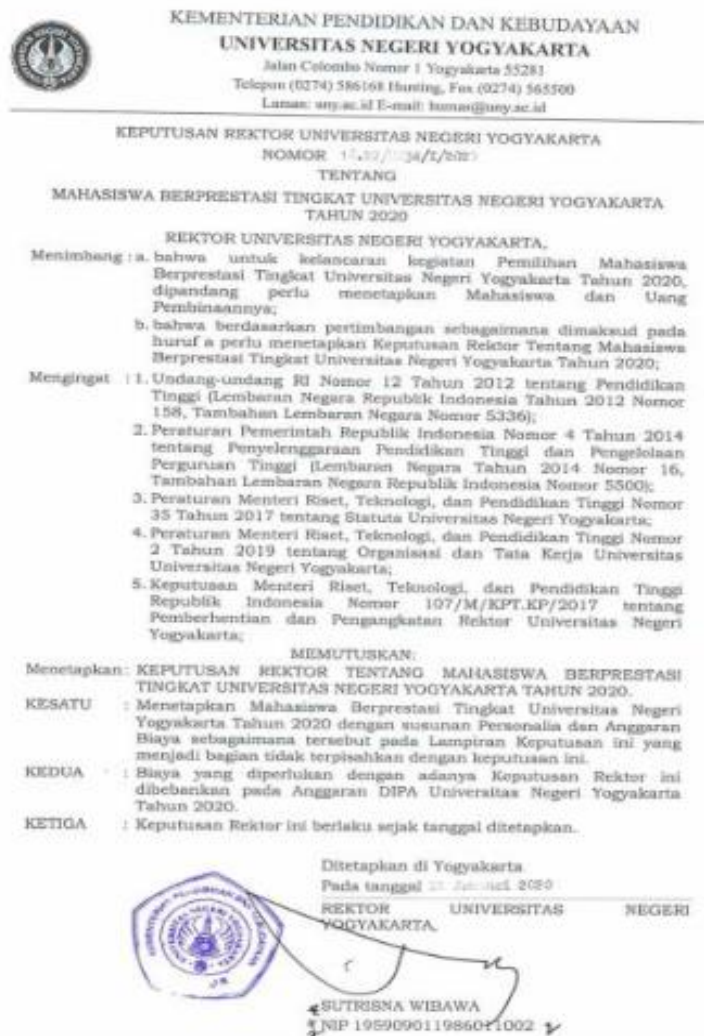 KEMENTERIAN PENDIDIKAN DAN KEBUDAYAAN
UNIVERSITAS NEGERI YOGYAKARTA
Jalan Colombo Nomor 1 Yogyakarta 55281
Telepon (0274) 586168 Hunting, Fax (0274) 565500
Laman: uny.ac.id E-mail: humas@uny.ac.id
KEPUTUSAN REKTOR UNIVERSITAS NEGERI YOGYAKARTA
NOMOR
TENTANG
MAHASISWA BERPRESTASI TINGKAT UNIVERSITAS NEGERI YOGYAKARTA
TAHUN 2020
REKTOR UNIVERSITAS NEGERI YOGYAKARTA,
Menimbang : a. bahwa untuk kelancaran kegiatan Pemilihan Mahasiswa
Berprestasi Tingkat Universitas Negeri Yogyakarta Tahun 2020,
dipandang perlu menetapkan Mahasiswa dan Uang
Pembinaannya;
b. bahwa berdasarkan pertimbangan sebagaimana dimaksud pada
huruf a perlu menetapkan Keputusan Rektor Tentang Mahasiswa
Berprestasi Tingkat Universitas Negeri Yogyakarta Tahun 2020;
Mengingat : 1. Undang-undang RI Nomor 12 Tahun 2012 tentang Pendidikan
Tinggi (Lembaran Negara Republik Indonesia Tahun 2012 Nomor
158, Tambahan Lembaran Negara Nomor 5336);
2. Peraturan Pemerintah Republik Indonesia Nomor 4 Tahun 2014
tentang Penyelenggaraan Pendidikan Tinggi dan Pengelolaan
Perguruan Tinggi (Lembaran Negara Tahun 2014 Nomor 16,
Tambahan Lembaran Negara Republik Indonesia Nomor 5500);
3. Peraturan Menteri Riset, Teknologi, dan Pendidikan Tinggi Nomor
35 Tahun 2017 tentang Statuta Universitas Negeri Yogyakarta;
4. Peraturan Menteri Riset, Teknologi, dan Pendidikan Tinggi Nomor
2 Tahun 2019 tentang Organisasi dan Tata Kerja Universitas
Universitas Negeri Yogyakarta;
5. Keputusan Menteri Riset, Teknologi, dan Pendidikan Tinggi
Republik Indonesia Nomor 107/M/KPT.KP/2017 tentang
Pemberhentian dan Pengangkatan Rektor Universitas Negeri
Yogyakarta;
MEMUTUSKAN:
Menetapkan : KEPUTUSAN REKTOR TENTANG MAHASISWA BERPRESTASI
TINGKAT UNIVERSITAS NEGERI YOGYAKARTA TAHUN 2020.
KESATU : Menetapkan Mahasiswa Berprestasi Tingkat Universitas Negeri
Yogyakarta Tahun 2020 dengan susunan Personalia dan Anggaran
Biaya sebagaimana tersebut pada Lampiran Keputusan ini yang
menjadi bagian tidak terpisahkan dengan keputusan ini.
KEDUA : Biaya yang diperlukan dengan adanya Keputusan Rektor ini
dibebankan pada Anggaran DIPA Universitas Negeri Yogyakarta
Tahun 2020.
KETIGA : Keputusan Rektor ini berlaku sejak tanggal ditetapkan.
Ditetapkan di Yogyakarta
Pada tanggal 2020
REKTOR UNIVERSITAS NEGERI
YOGYAKARTA,
SUTRISNA WIBAWA
NIP 195909011986011002